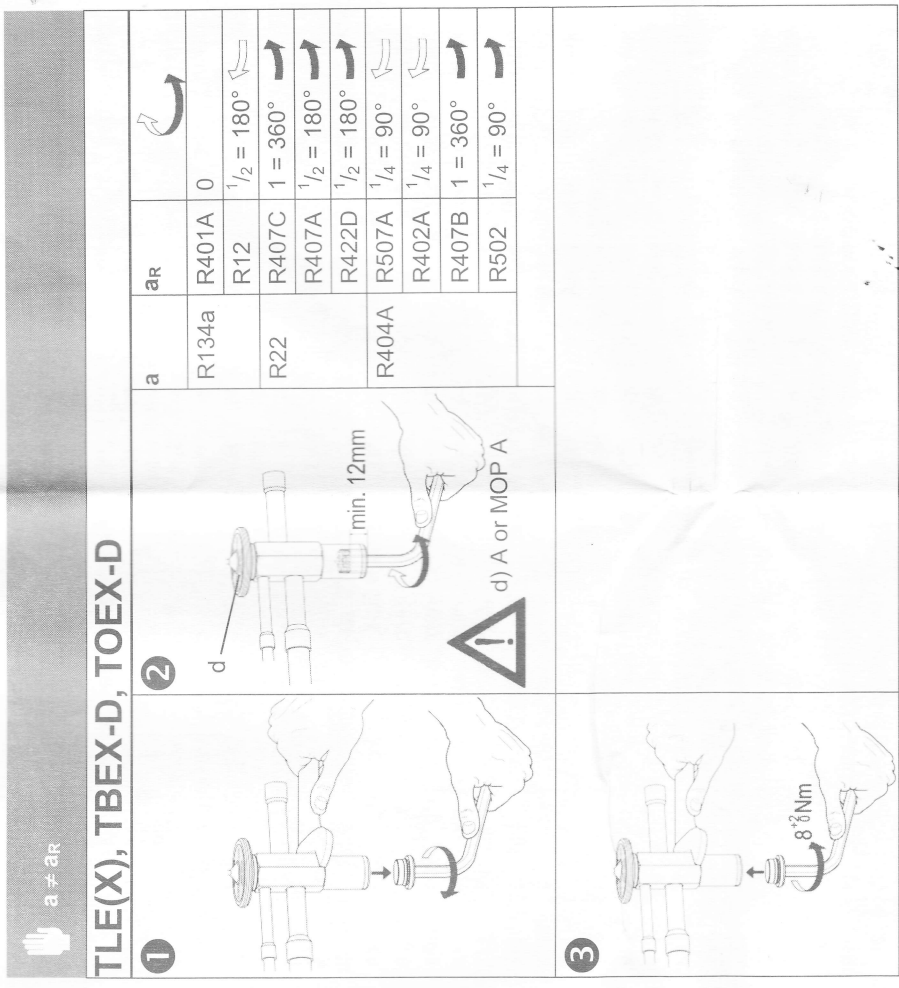 a ≠ aR
TLE(X), TBEX-D, TOEX-D
1
2
d
min. 12mm
d) A or MOP A
a aR
R134a R401A 0
R12 1/2 = 180°
R22 R407C 1 = 360°
R407A 1/2 = 180°
R422D 1/2 = 180°
R404A R507A 1/4 = 90°
R402A 1/4 = 90°
R407B 1 = 360°
R502 1/4 = 90°
3
8 +2 0 Nm